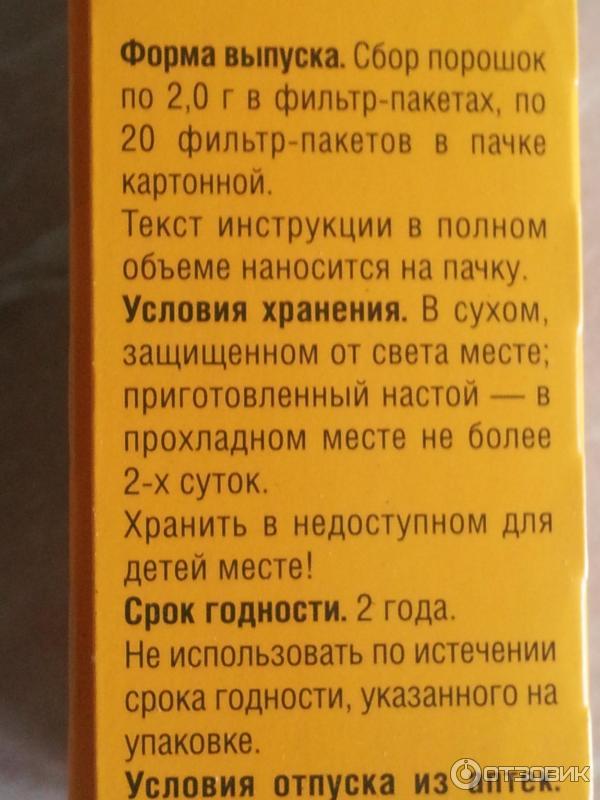 Форма выпуска. Сбор порошок
по 2,0 г в фильтр-пакетах, по
20 фильтр-пакетов в пачке
картонной.
Текст инструкции в полном
объеме наносится на пачку.
Условия хранения. В сухом,
защищенном от света месте;
приготовленный настой — в
прохладном месте не более
2-х суток.
Хранить в недоступном для
детей месте!
Срок годности. 2 года.
Не использовать по истечении
срока годности, указанного на
упаковке.
Условия отпуска из аптек.
ОТЗОВИК